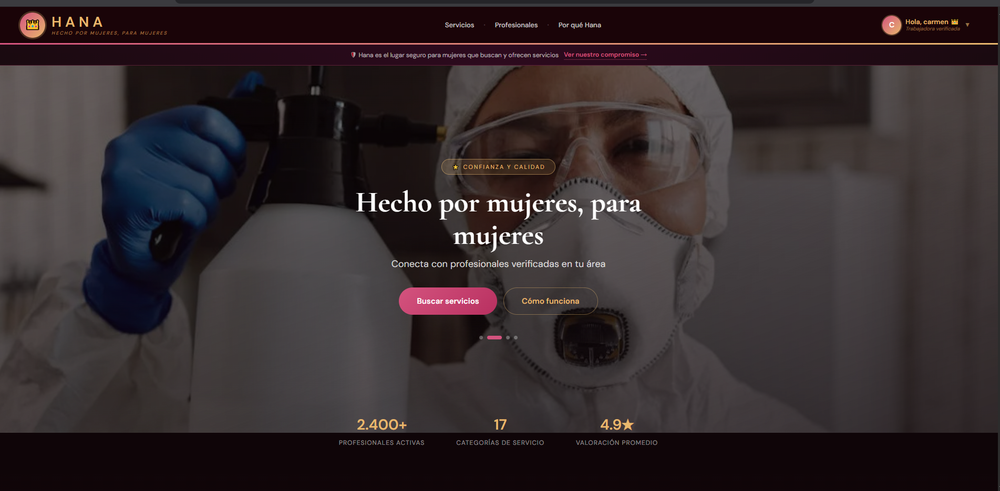 HANA
HECHO POR MUJERES, PARA MUJERES
Servicios · Profesionales · Por qué Hana
C
Hola, carmen 👑
Trabajadora verificada
▼
Hana es el lugar seguro para mujeres que buscan y ofrecen servicios Ver nuestro compromiso →
★ CONFIANZA Y CALIDAD
Hecho por mujeres, para
mujeres
Conecta con profesionales verificadas en tu área
Buscar servicios
Cómo funciona
2.400+
PROFESIONALES ACTIVAS
17
CATEGORÍAS DE SERVICIO
4.9★
VALORACIÓN PROMEDIO